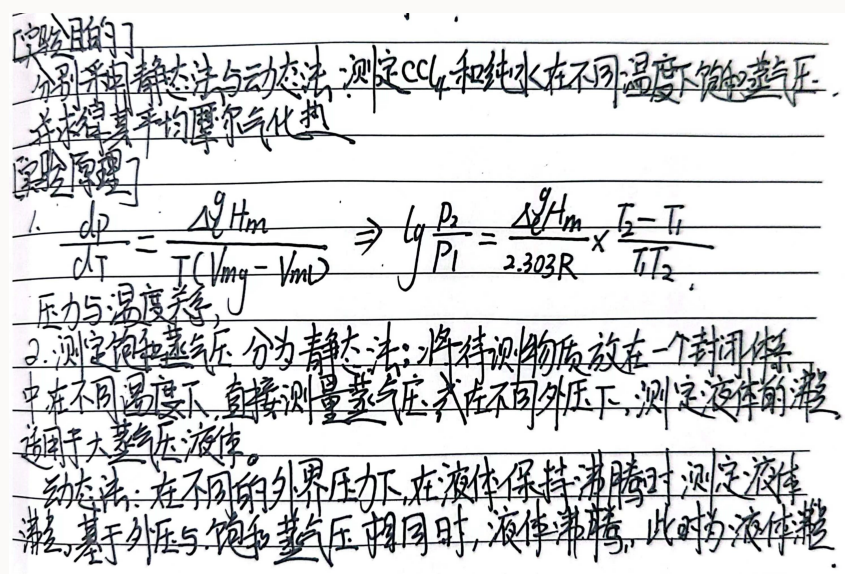 [实验目的]
分别采用静态法与动态法,测定CCl₄和纯水在不同温度下饱和蒸气压.
并求得其平均摩尔气化热
[实验原理]
1. dP/dT = Δ_l^g H_m / T(V_mg - V_ml) ⇒ lg P₂/P₁ = Δ_l^g H_m / 2.303R × T₂-T₁ / T₁T₂.
压力与温度关系,
2.测定饱和蒸气压分为静态法:将待测物质放在一个封闭体系
中在不同温度下,直接测量蒸气压或在不同外压下,测定液体的沸点
适用于大蒸气压液体。
动态法:在不同的外界压力下,在液体保持沸腾时测定液体
沸点,基于外压与饱和蒸气压相同时,液体沸腾,此时为液体沸点.